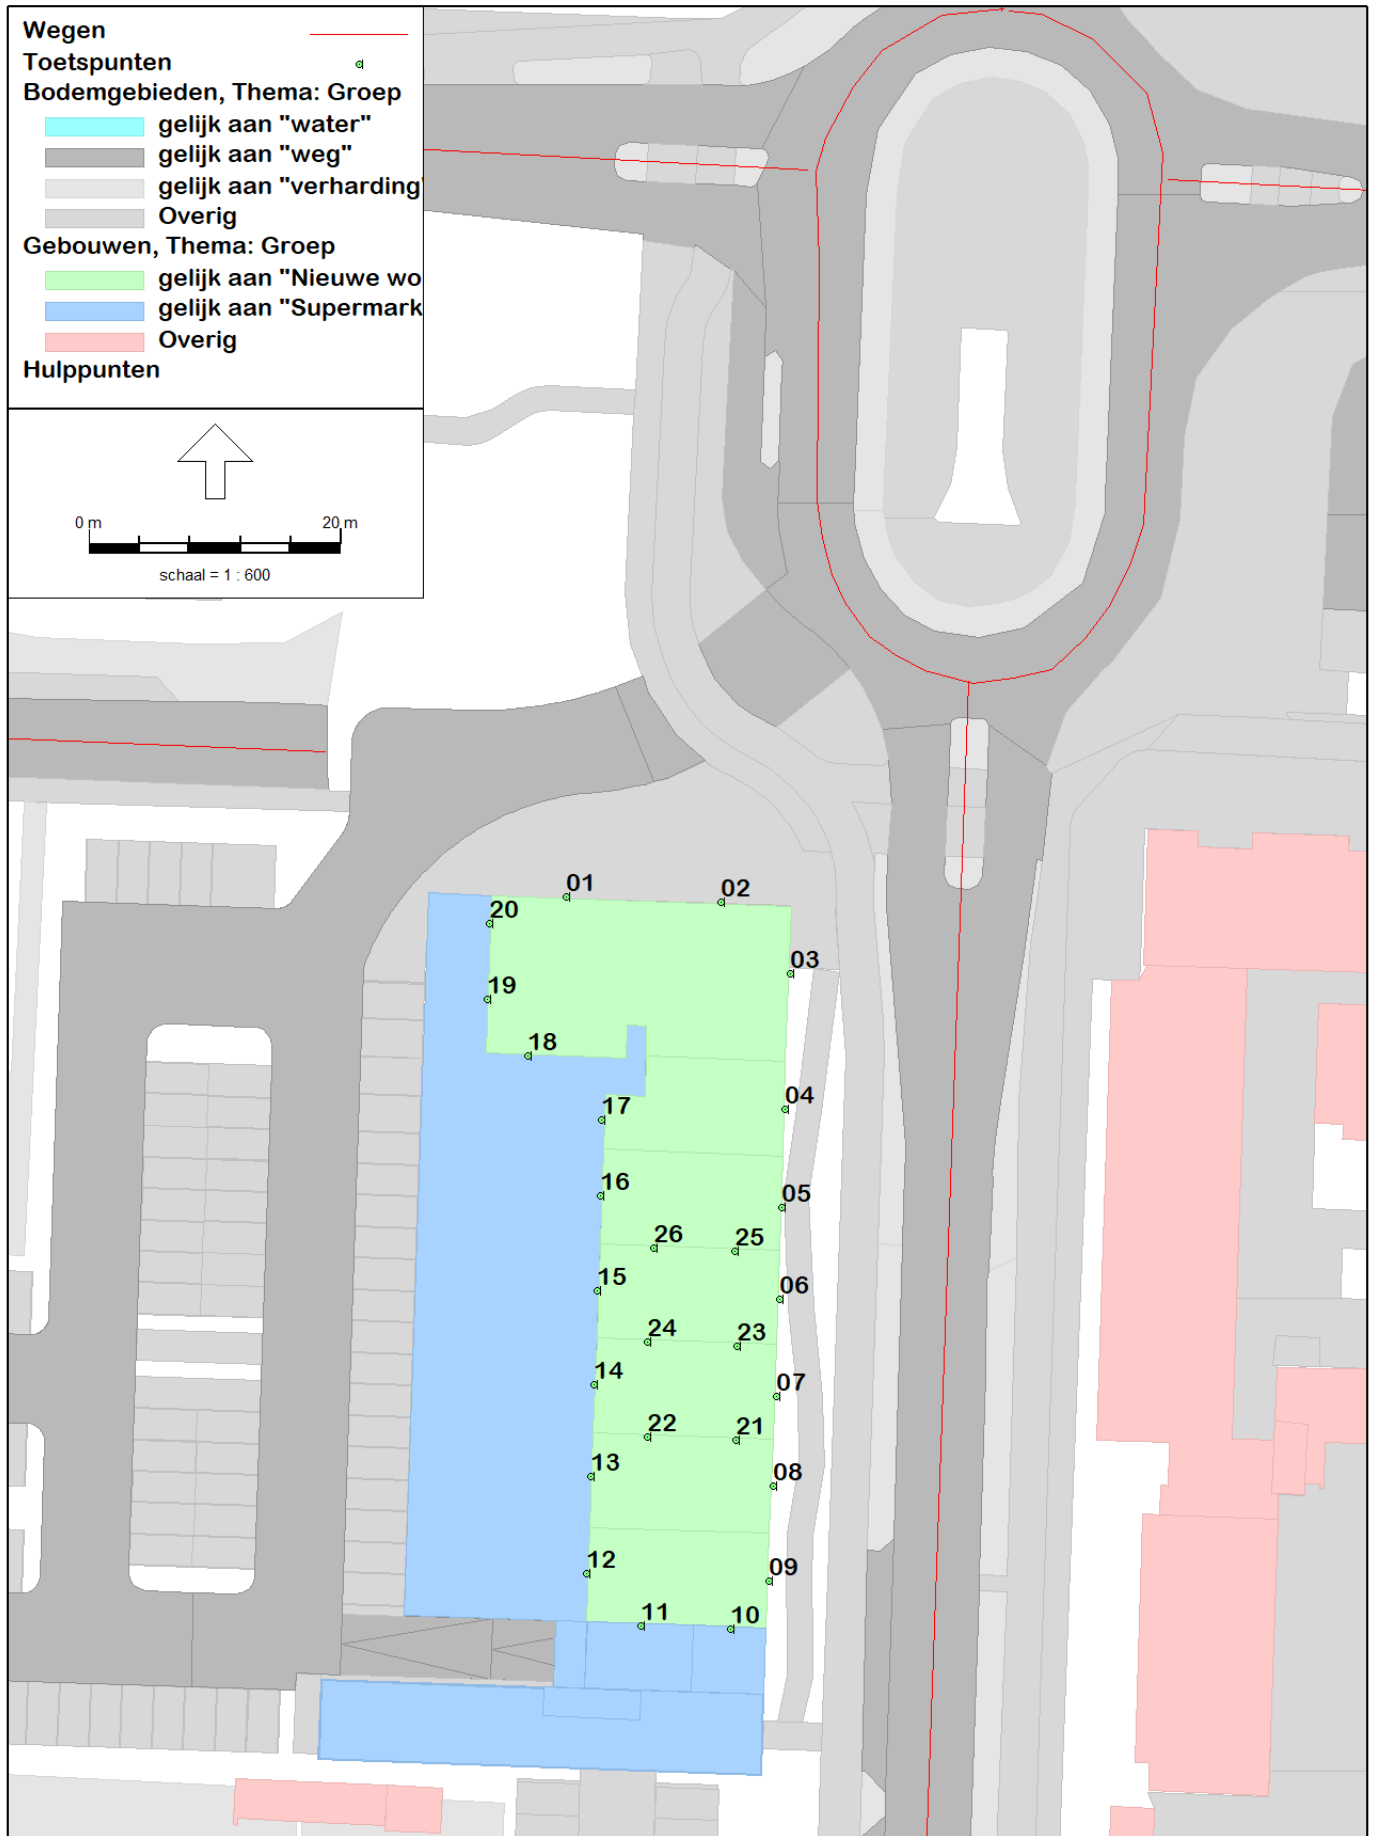 Wegen
Toetspunten
Bodemgebieden, Thema: Groep
gelijk aan "water"
gelijk aan "weg"
gelijk aan "verharding"
Overig
Gebouwen, Thema: Groep
gelijk aan "Nieuwe wo
gelijk aan "Supermark
Overig
Hulppunten
0 m 20 m
schaal = 1 : 600
01
02
20
03
19
18
04
17
16
05
26
25
15
06
24
23
14
07
22
21
13
08
12
09
11
10